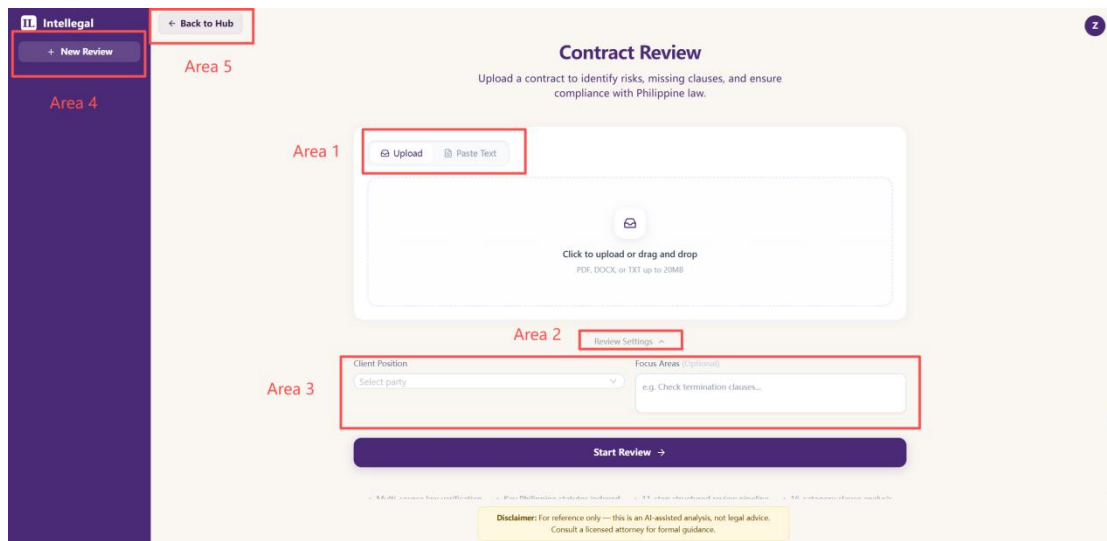 Intellegal
← Back to Hub
Z
+ New Review
Area 5
Area 4
Contract Review
Upload a contract to identify risks, missing clauses, and ensure
compliance with Philippine law.
Area 1
Upload
Paste Text
Click to upload or drag and drop
PDF, DOCX, or TXT up to 20MB
Area 2
Review Settings
Client Position
Focus Areas (Optional)
Area 3
Select party
e.g. Check termination clauses...
Start Review →
Disclaimer: For reference only — this is an AI-assisted analysis, not legal advice.
Consult a licensed attorney for formal guidance.